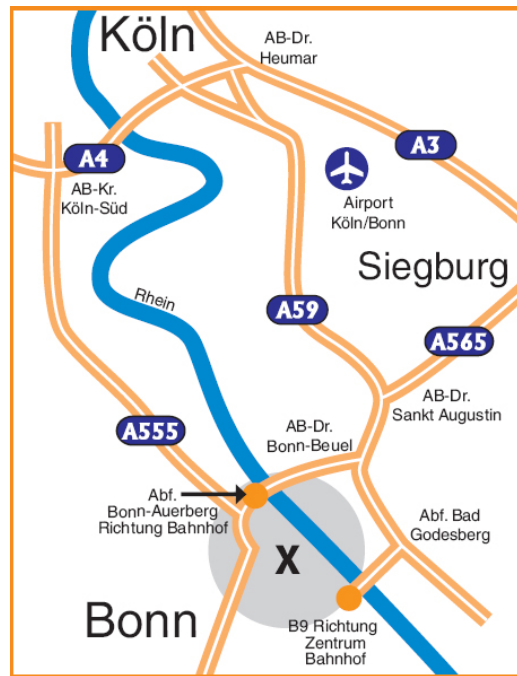 Köln
AB-Dr.
Heumar
A4
A3
AB-Kr.
Köln-Süd
Airport
Köln/Bonn
Siegburg
Rhein
A59
A565
AB-Dr.
Sankt Augustin
A555
AB-Dr.
Bonn-Beuel
Abf.
Bonn-Auerberg
Richtung Bahnhof
Abf. Bad
Godesberg
X
Bonn
B9 Richtung
Zentrum
Bahnhof